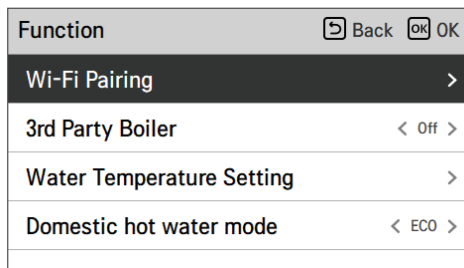 Function Back OK OK
Wi-Fi Pairing >
3rd Party Boiler < Off >
Water Temperature Setting >
Domestic hot water mode < ECO >